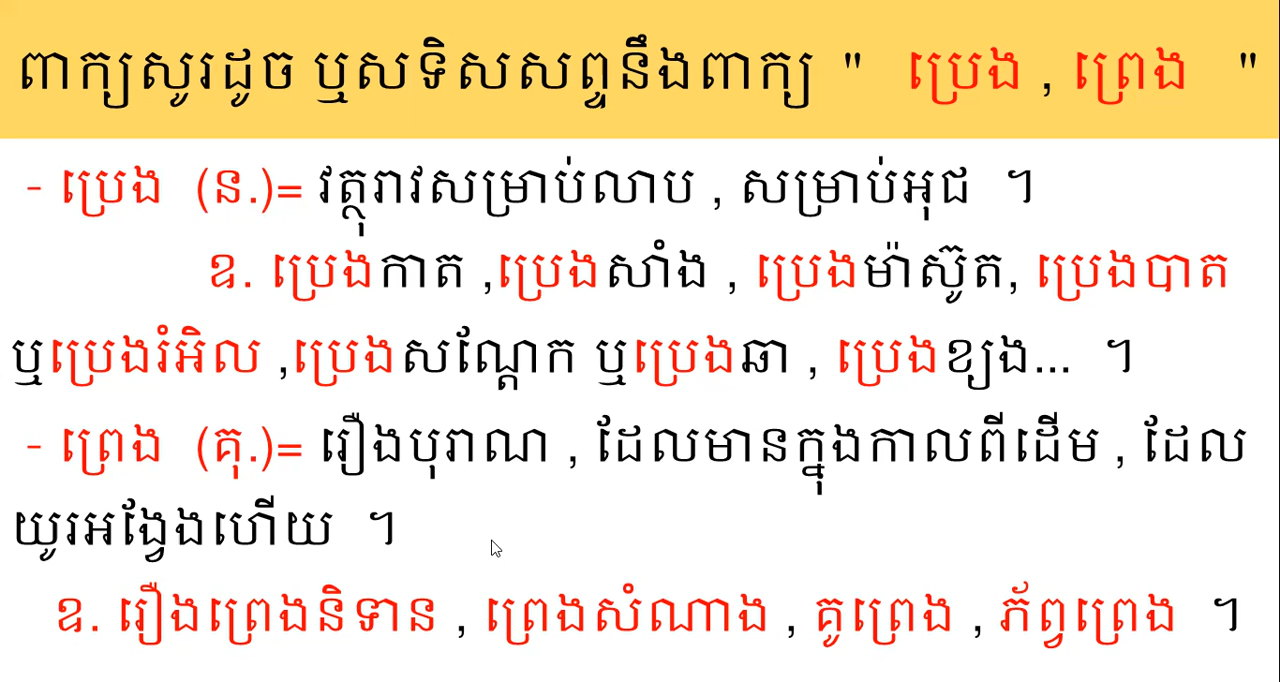 ពាក្យសូរដូច ឬសទិសសព្ទនឹងពាក្យ " ប្រេង , ព្រេង "
- ប្រេង (ន.)= វត្ថុរាវសម្រាប់លាប , សម្រាប់អុជ ។
ឧ. ប្រេងកាត ,ប្រេងសាំង , ប្រេងម៉ាស៊ូត, ប្រេងបាត
ឬប្រេងរំអិល ,ប្រេងសណ្ដែក ឬប្រេងឆា , ប្រេងខ្យង... ។
- ព្រេង (គុ.)= រឿងបុរាណ , ដែលមានក្នុងកាលពីដើម , ដែល
យូរអង្វែងហើយ ។
ឧ. រឿងព្រេងនិទាន , ព្រេងសំណាង , គូព្រេង , ភ័ព្វព្រេង ។